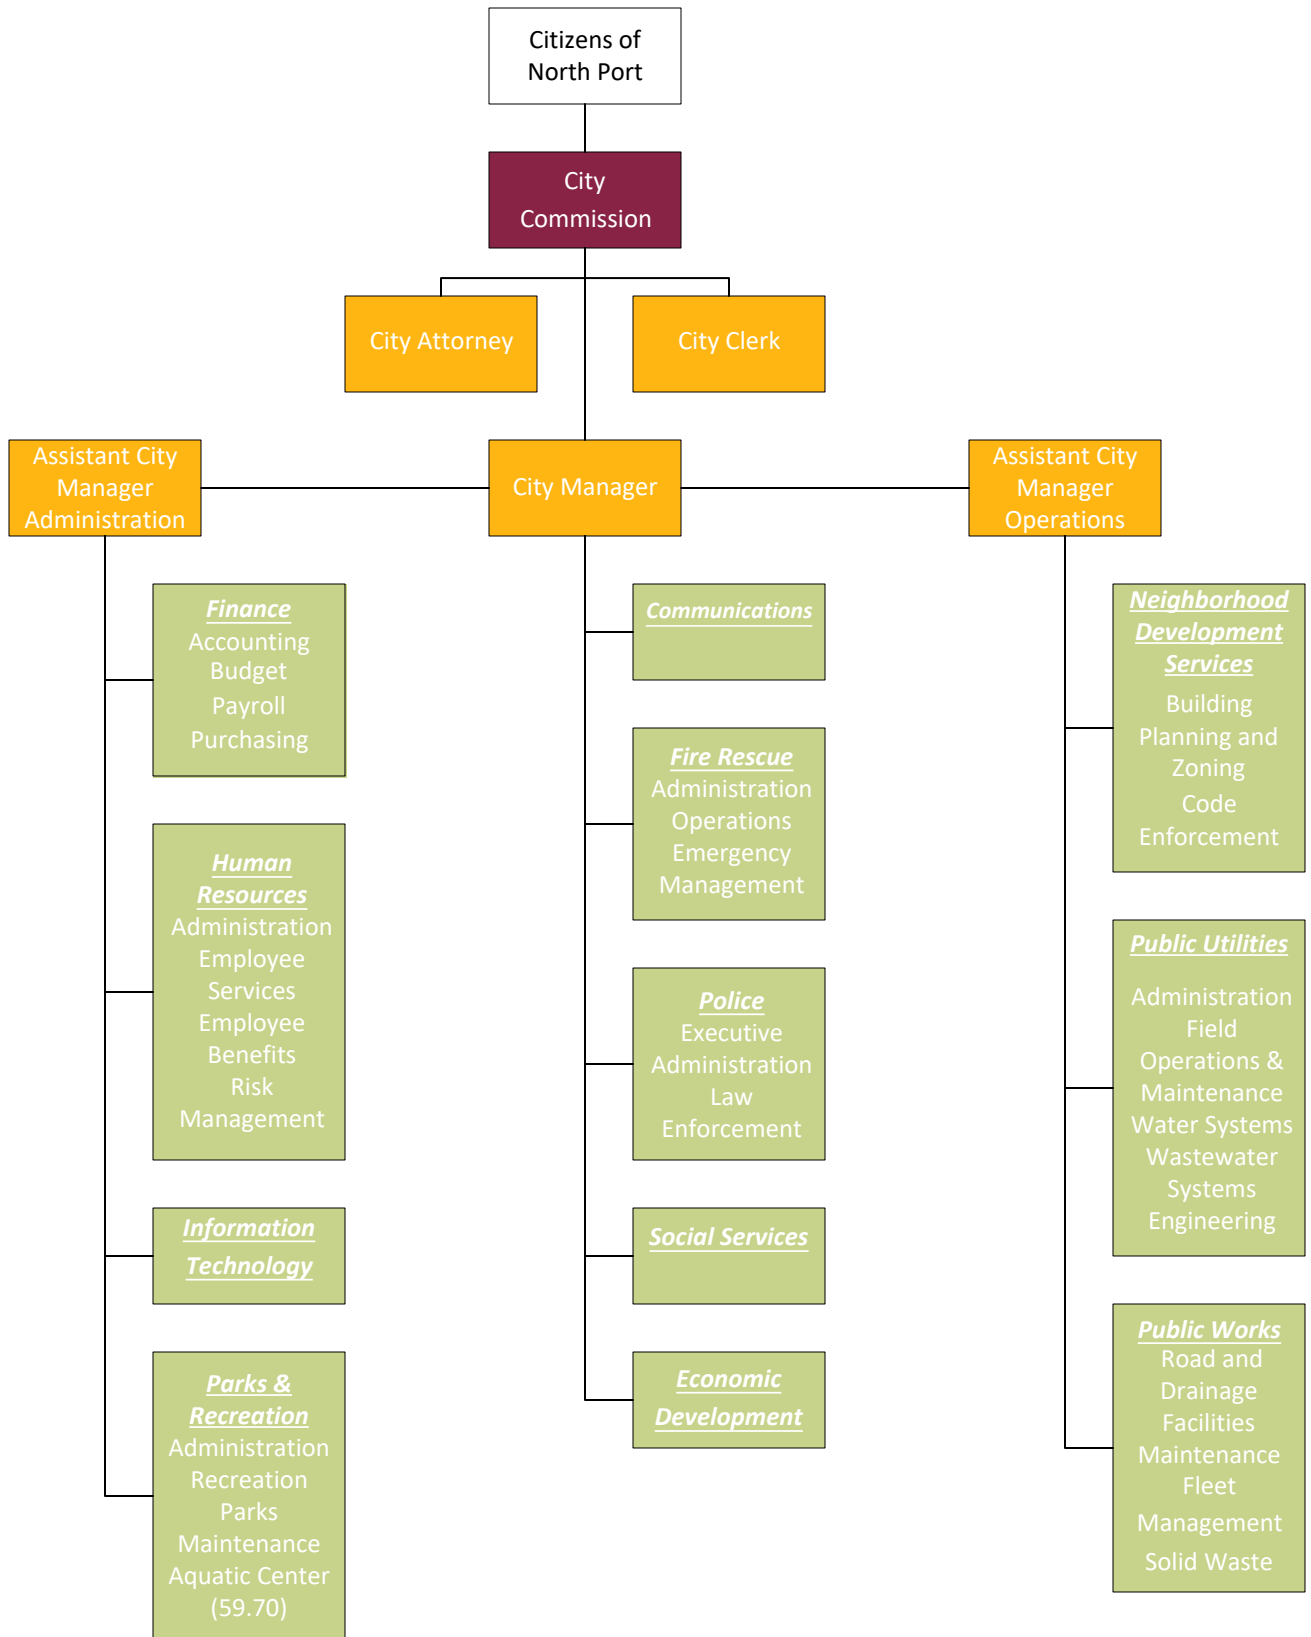 Citizens of
North Port
City
Commission
City Attorney
City Clerk
Assistant City
Manager
Administration
City Manager
Assistant City
Manager
Operations
Finance
Accounting
Budget
Payroll
Purchasing
Human
Resources
Administration
Employee
Services
Employee
Benefits
Risk
Management
Information
Technology
Parks &
Recreation
Administration
Recreation
Parks
Maintenance
Aquatic Center
(59.70)
Communications
Fire Rescue
Administration
Operations
Emergency
Management
Police
Executive
Administration
Law
Enforcement
Social Services
Economic
Development
Neighborhood
Development
Services
Building
Planning and
Zoning
Code
Enforcement
Public Utilities
Administration
Field
Operations &
Maintenance
Water Systems
Wastewater
Systems
Engineering
Public Works
Road and
Drainage
Facilities
Maintenance
Fleet
Management
Solid Waste